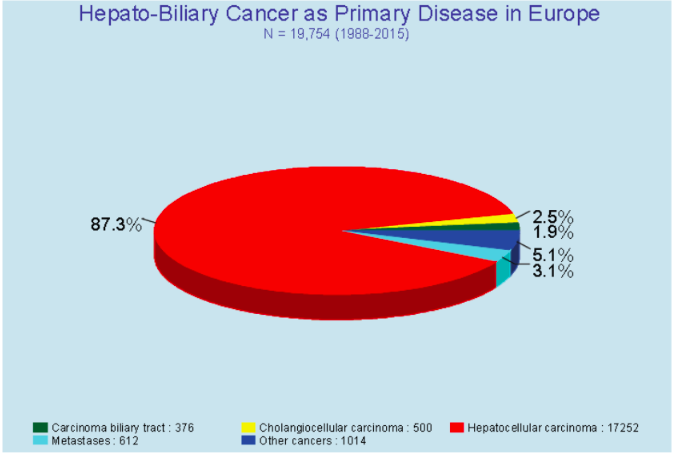 Hepato-Biliary Cancer as Primary Disease in Europe
N = 19,754 (1988-2015)
87.3%
2.5%
1.9%
5.1%
3.1%
Carcinoma biliary tract : 376 Cholangiocellular carcinoma : 500 Hepatocellular carcinoma : 17252
Metastases : 612 Other cancers : 1014